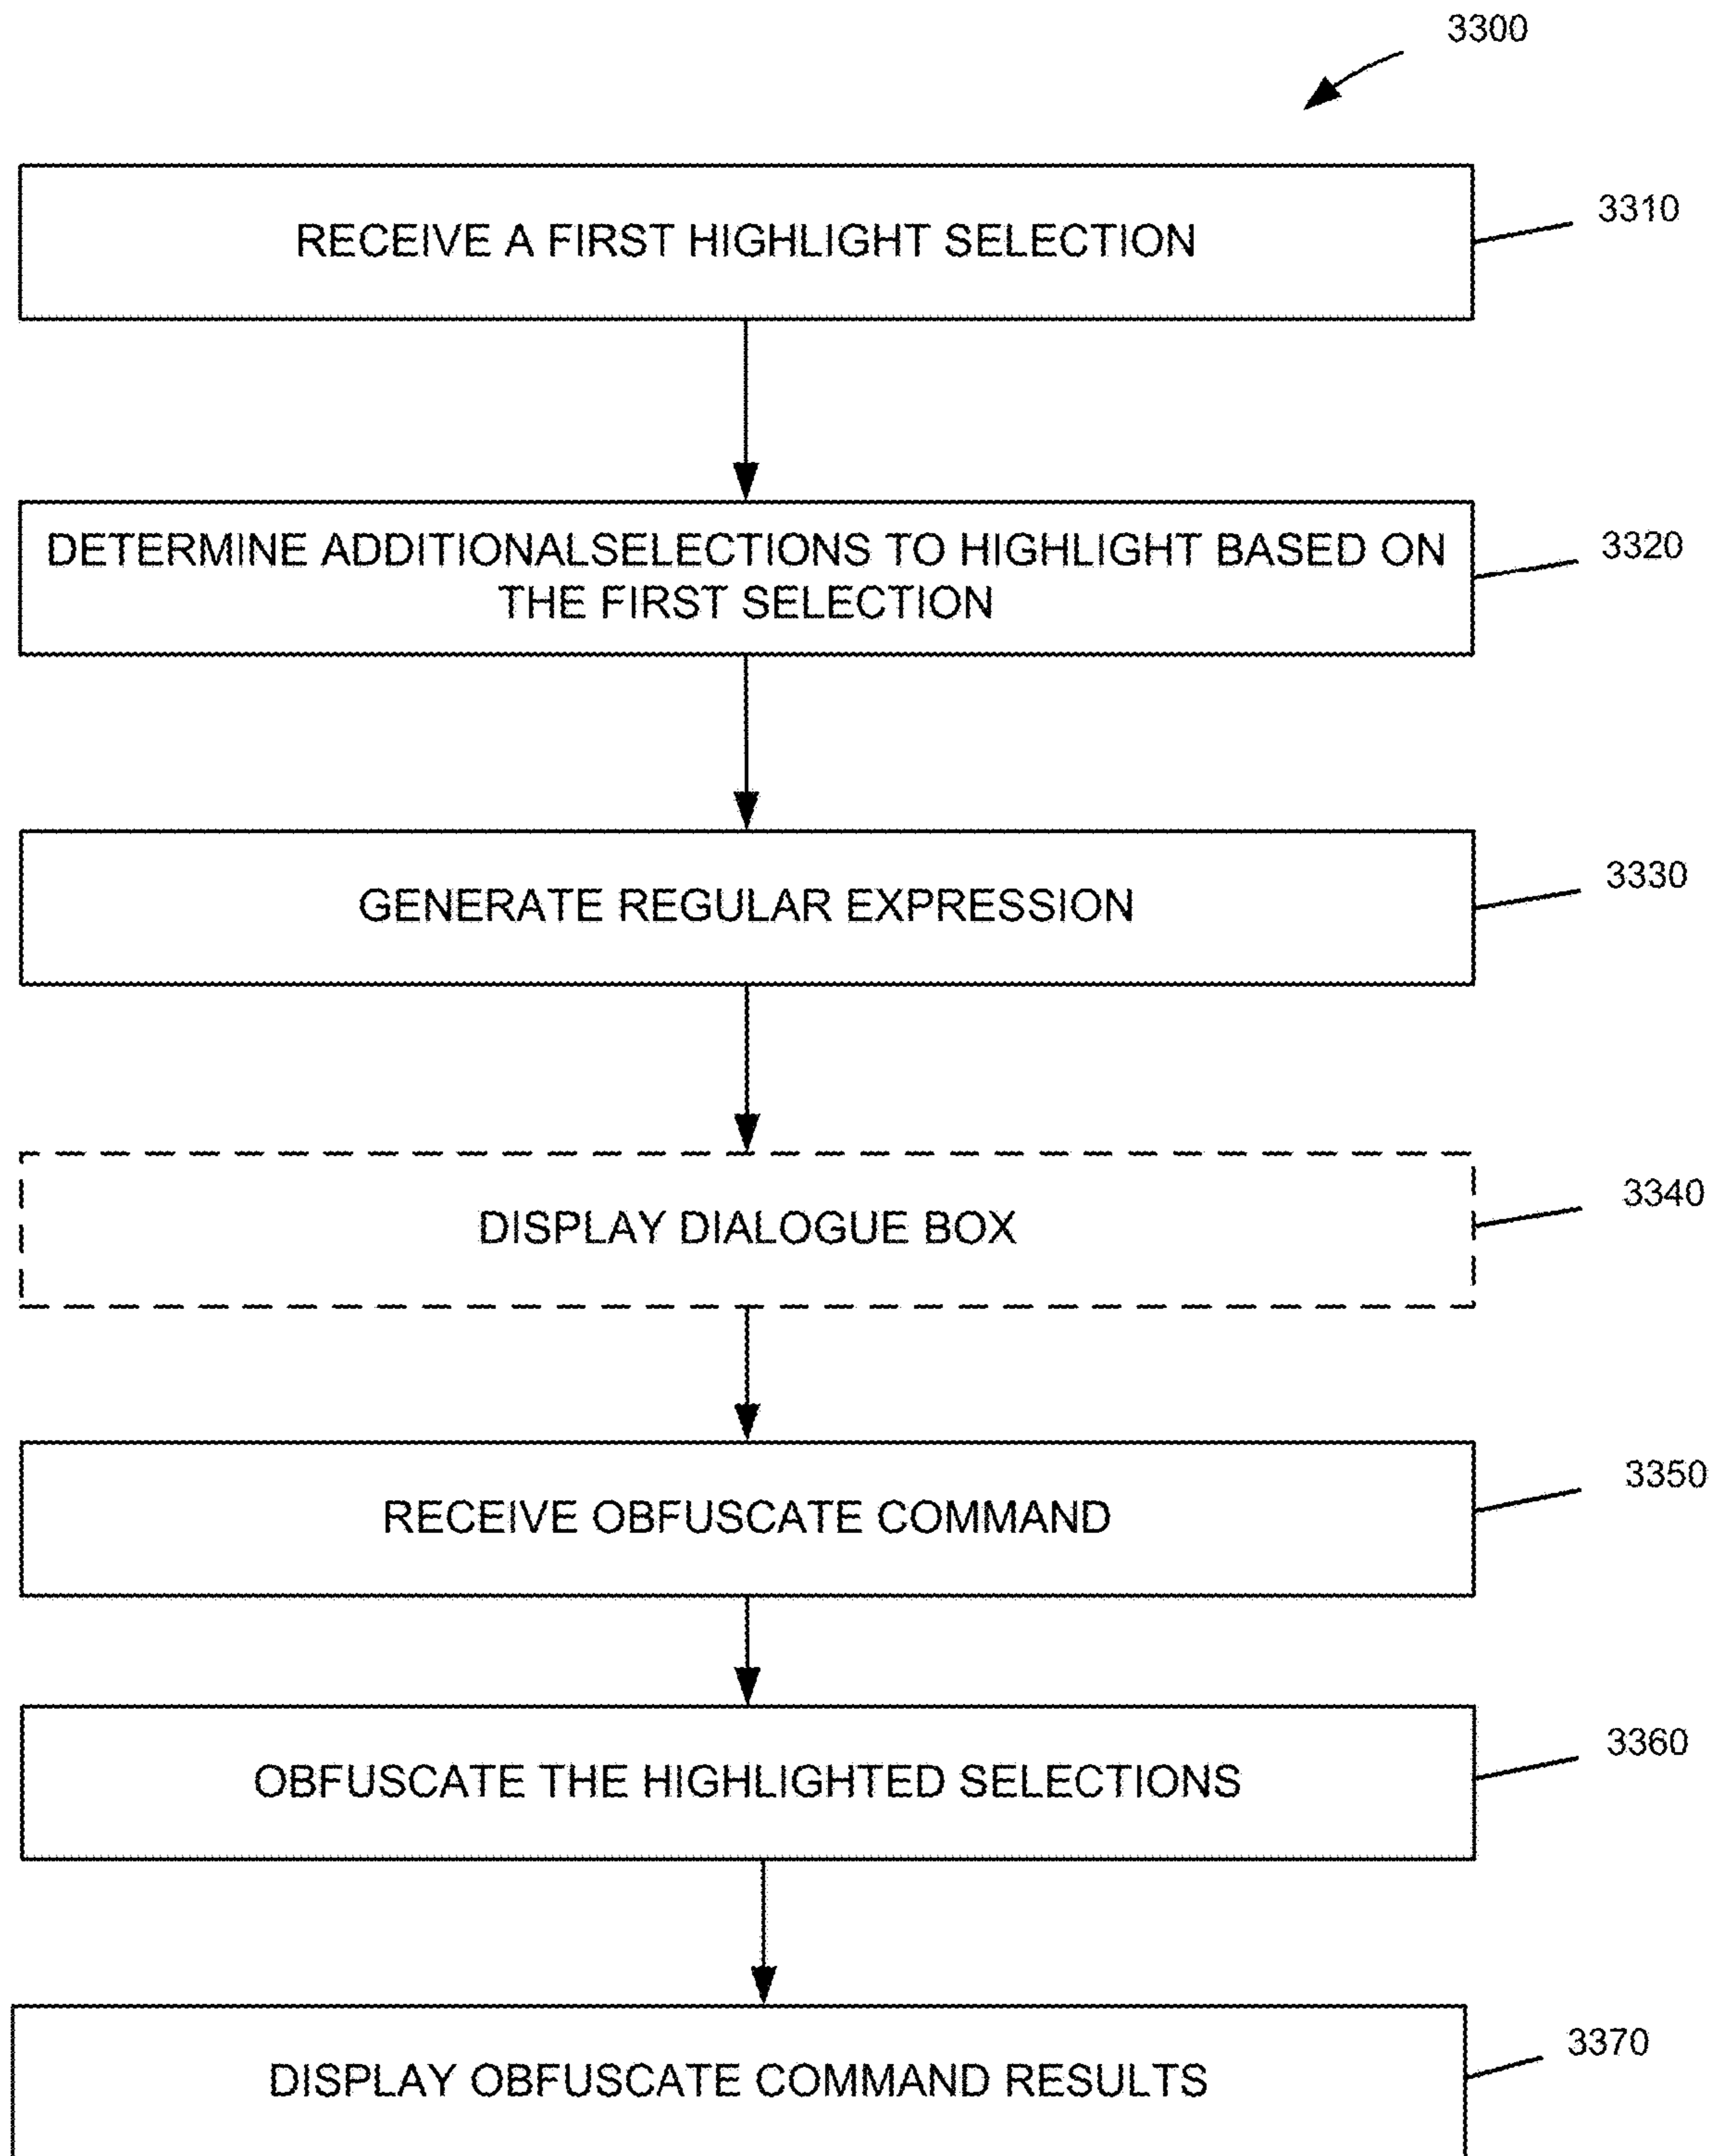 3300
RECEIVE A FIRST HIGHLIGHT SELECTION
3310
DETERMINE ADDITIONALSELECTIONS TO HIGHLIGHT BASED ON
THE FIRST SELECTION
3320
GENERATE REGULAR EXPRESSION
3330
DISPLAY DIALOGUE BOX
3340
RECEIVE OBFUSCATE COMMAND
3350
OBFUSCATE THE HIGHLIGHTED SELECTIONS
3360
DISPLAY OBFUSCATE COMMAND RESULTS
3370